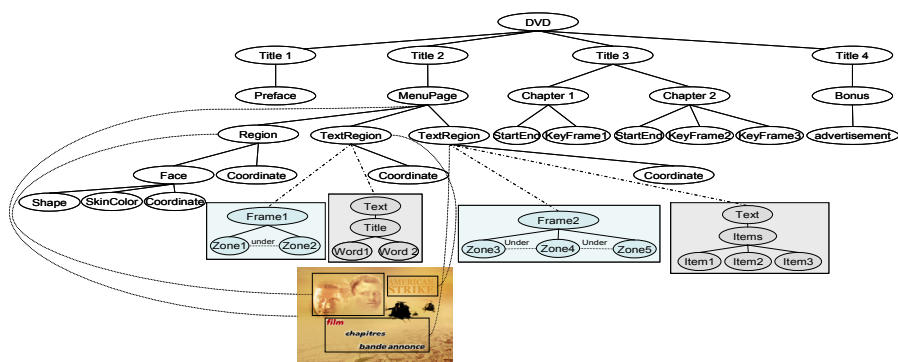 DVD
Title 1 Title 2 Title 3 Title 4
Preface MenuPage Chapter 1 Chapter 2 Bonus
Region TextRegion TextRegion StartEnd KeyFrame1 StartEnd KeyFrame2 KeyFrame3 advertisement
Face Coordinate Coordinate Coordinate
Shape SkinColor Coordinate
Frame1
Zone1 under Zone2
Text
Title
Word1 Word 2
Frame2
Zone3 Under Zone4 Under Zone5
Text
Items
Item1 Item2 Item3
AMERICAN
STRIKE
film
chapitres
bande annonce